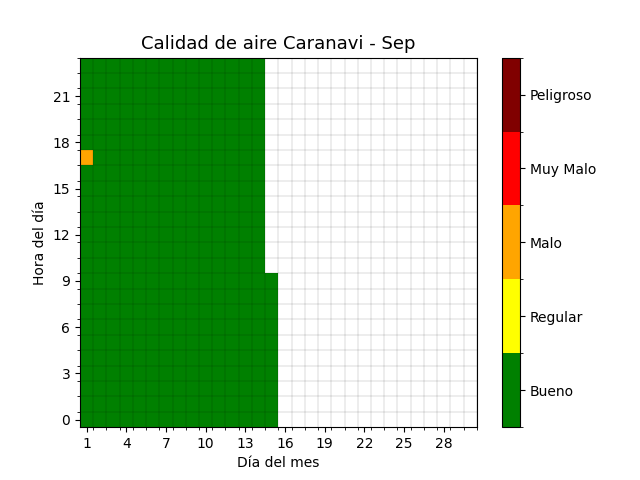 Calidad de aire Caranavi - Sep
Hora del día
21
18
15
12
9
6
3
0
1 4 7 10 13 16 19 22 25 28
Día del mes
Peligroso
Muy Malo
Malo
Regular
Bueno